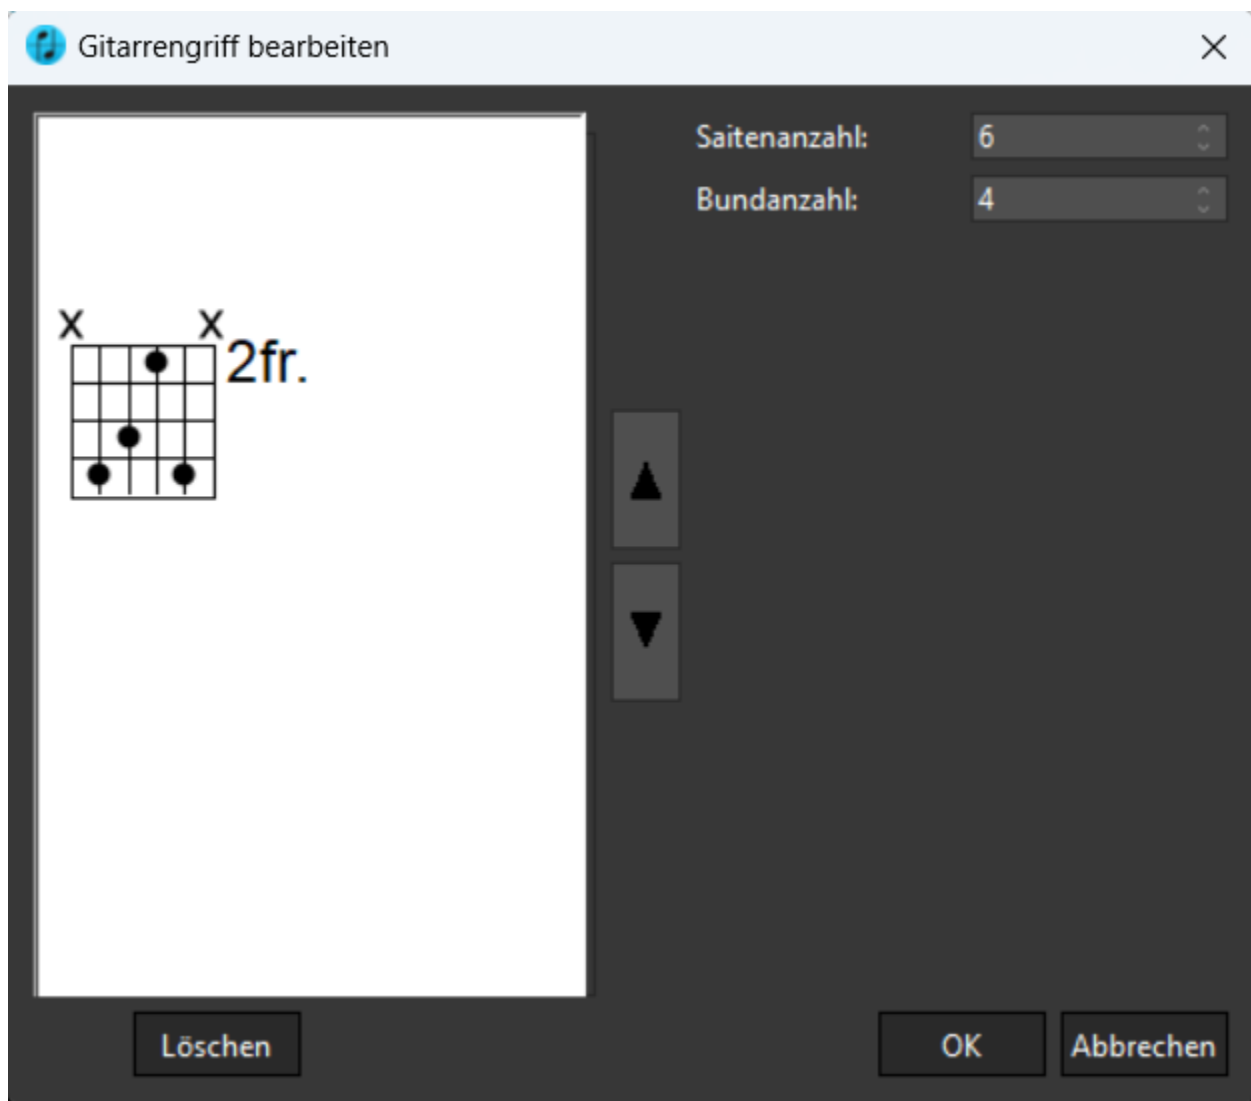 Gitarrengriff bearbeiten
Saitenanzahl: 6
Bundanzahl: 4
x x
2fr.
Löschen OK Abbrechen